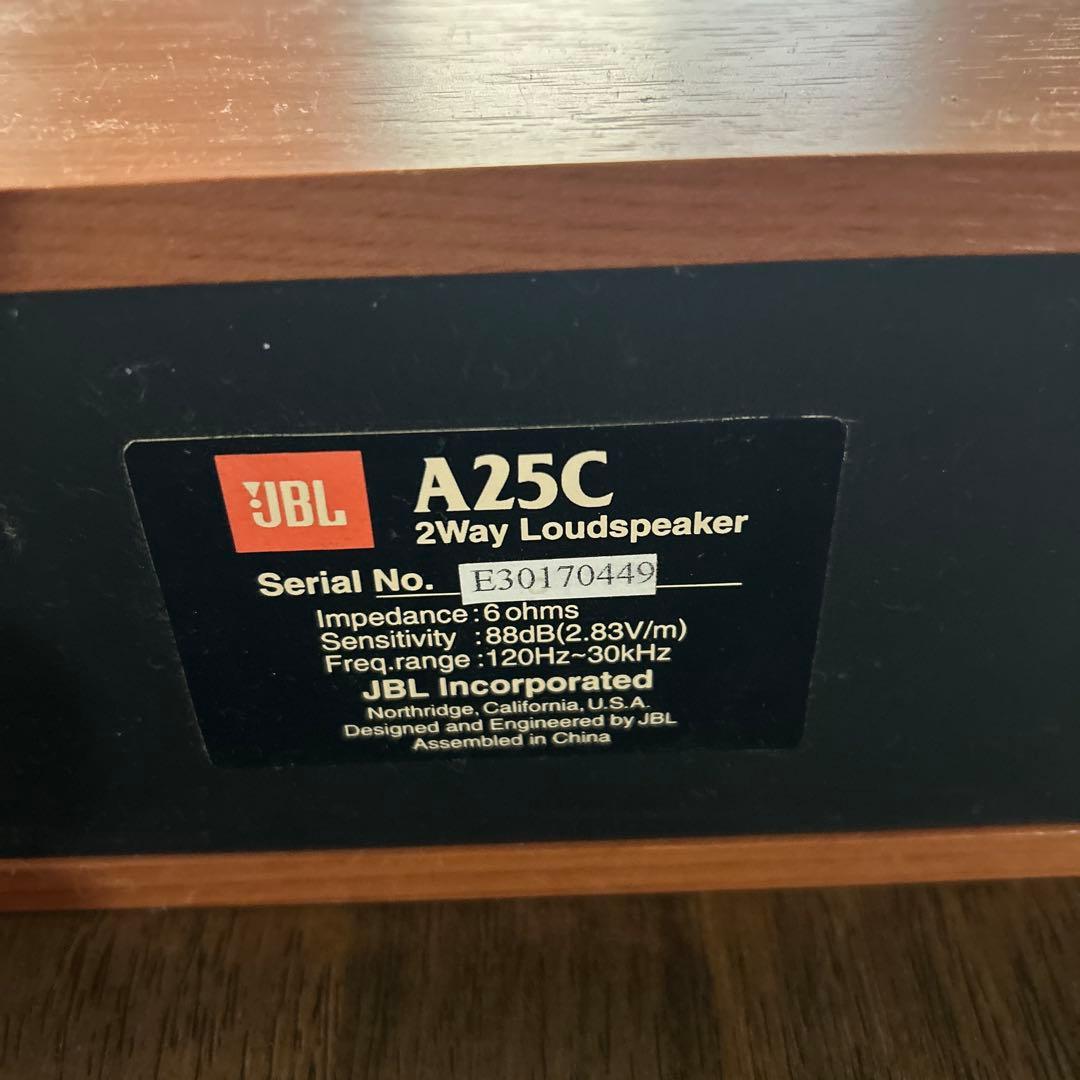 JBL
A25C
2Way Loudspeaker
Serial No. E30170449
Impedance:6 ohms
Sensitivity :88dB(2.83V/m)
Freq.range :120Hz~30kHz
JBL Incorporated
Northridge, California, U.S.A.
Designed and Engineered by JBL
Assembled in China